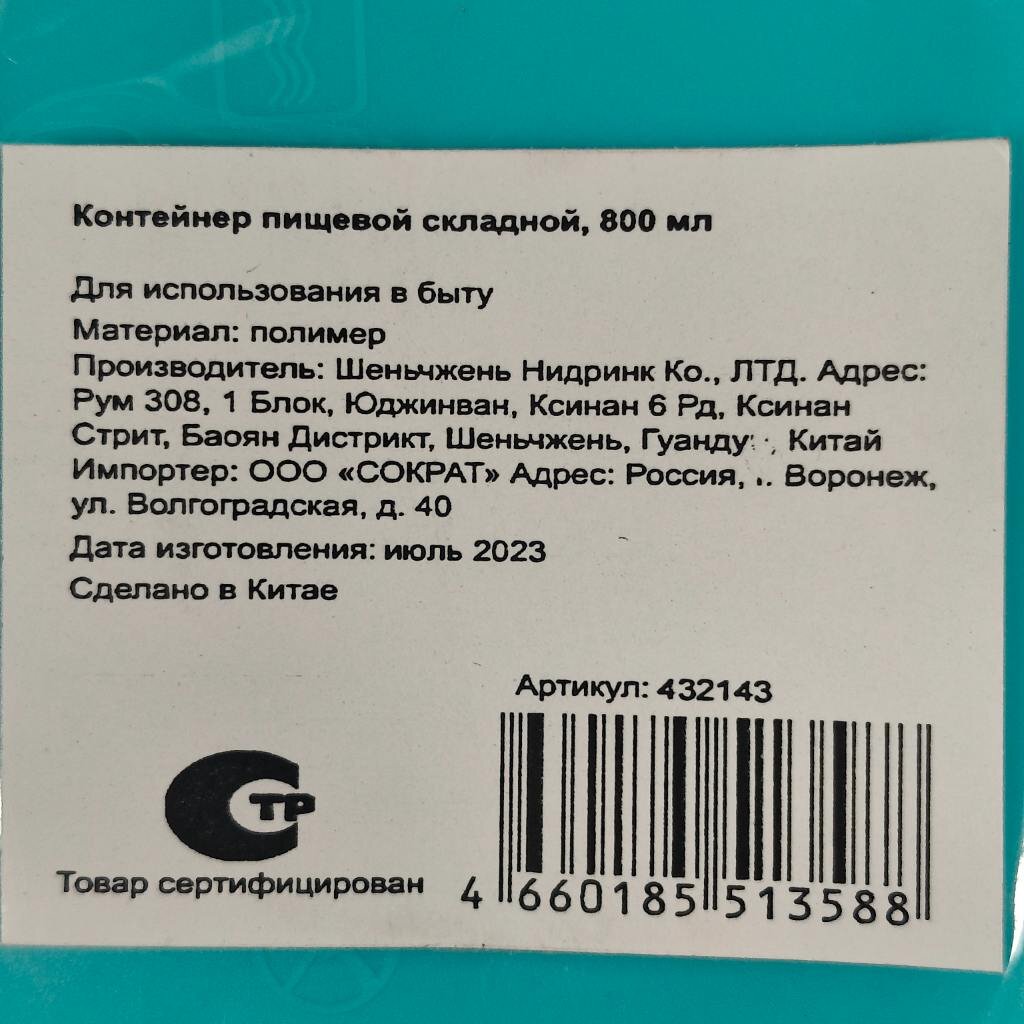 Контейнер пищевой складной, 800 мл
Для использования в быту
Материал: полимер
Производитель: Шеньчжень Нидринк Ко., ЛТД. Адрес:
Рум 308, 1 Блок, Юджинван, Ксинан 6 Рд, Ксинан
Стрит, Баоян Дистрикт, Шеньчжень, Китай
Импортер: ООО «СОКРАТ» Адрес: Россия, Воронеж,
ул. Волгоградская, д. 40
Дата изготовления: июль 2023
Сделано в Китае
Артикул: 432143
ТР
Товар сертифицирован
4 660185 513588